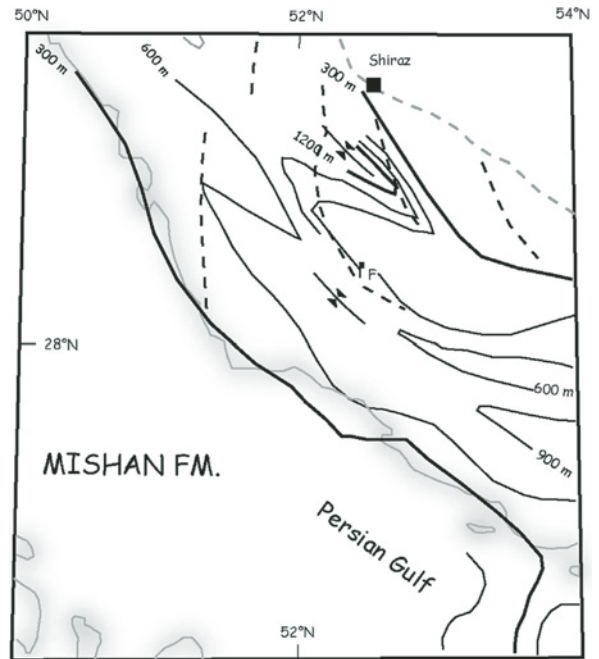 50°N
52°N
54°N
300 m
600 m
300 m
Shiraz
1200 m
F
28°N
600 m
900 m
MISHAN FM.
Persian Gulf
52°N